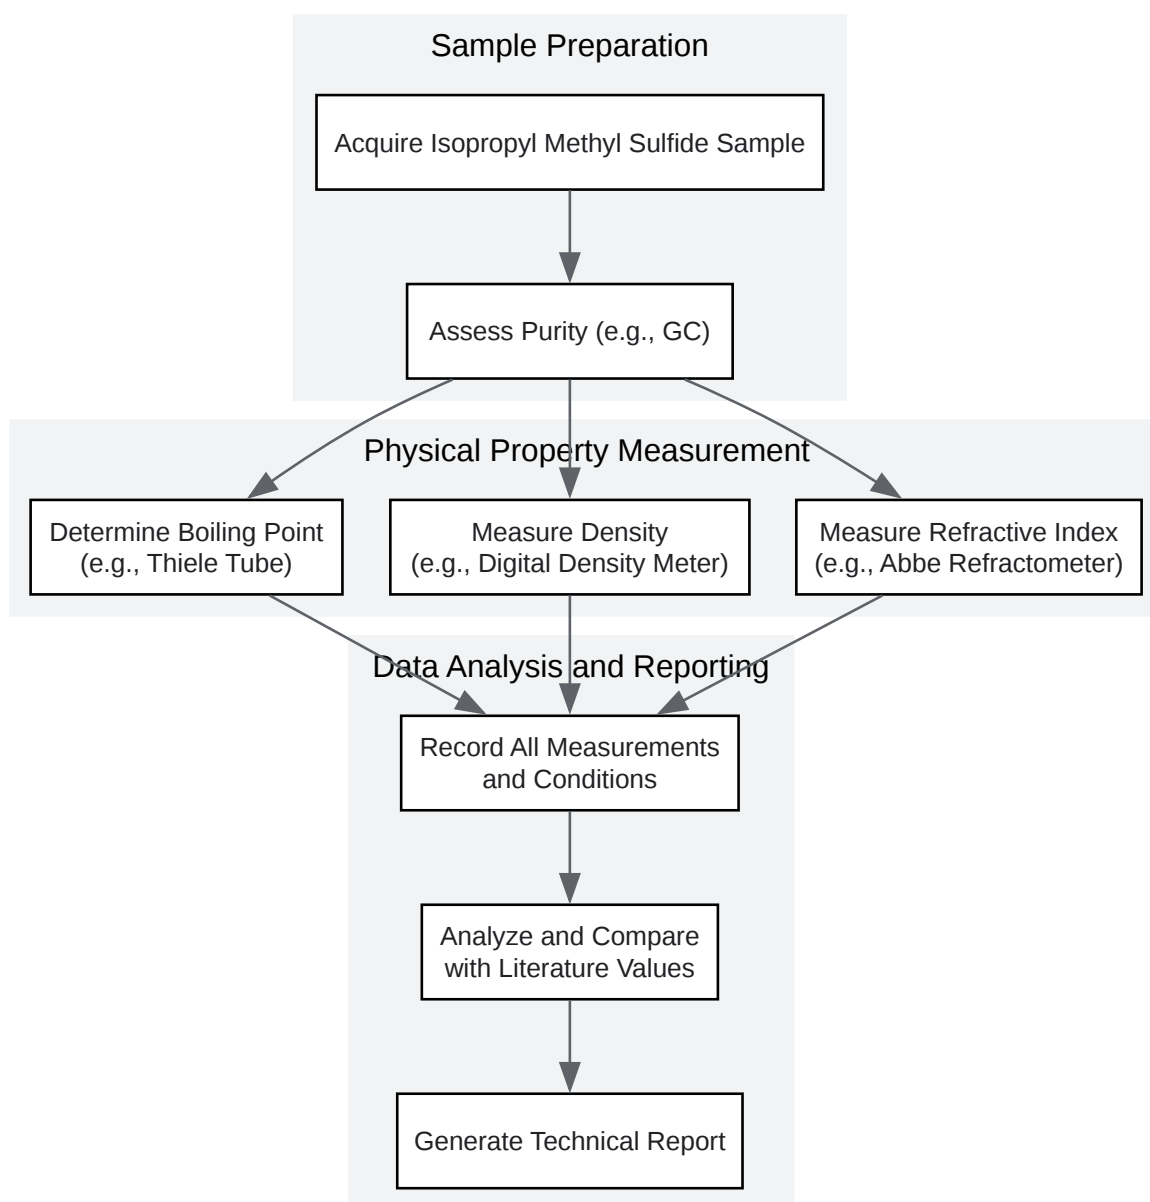 Sample Preparation
Acquire Isopropyl Methyl Sulfide Sample
Assess Purity (e.g., GC)
Physical Property Measurement
Determine Boiling Point
(e.g., Thiele Tube)
Measure Density
(e.g., Digital Density Meter)
Measure Refractive Index
(e.g., Abbe Refractometer)
Data Analysis and Reporting
Record All Measurements
and Conditions
Analyze and Compare
with Literature Values
Generate Technical Report